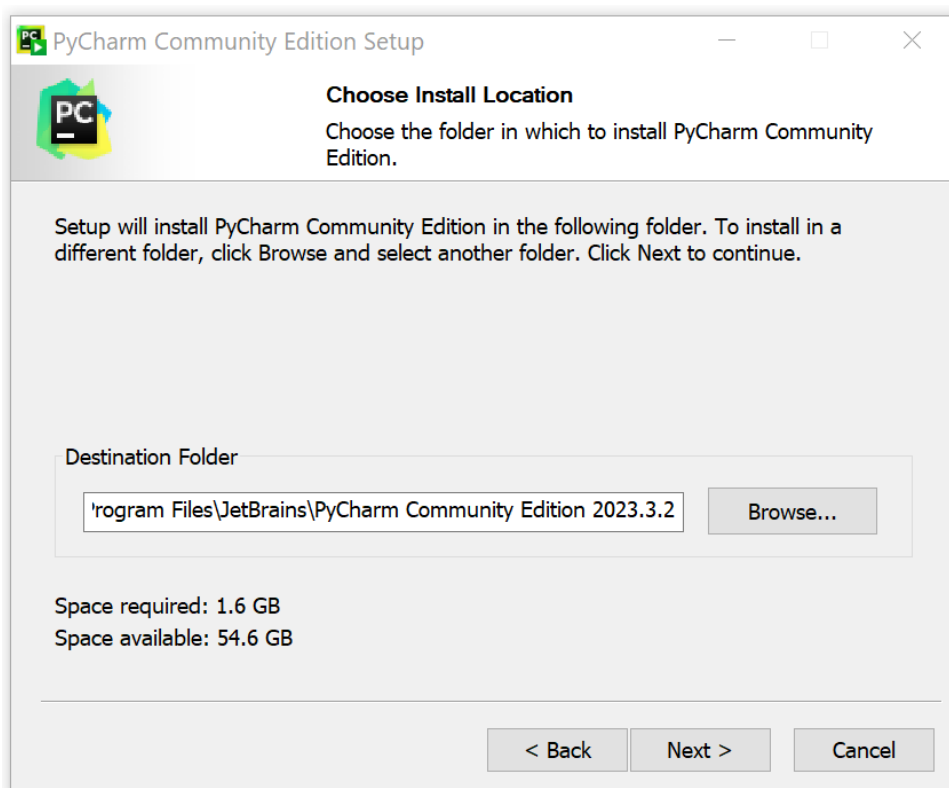 PyCharm Community Edition Setup
PC
Choose Install Location
Choose the folder in which to install PyCharm Community
Edition.
Setup will install PyCharm Community Edition in the following folder. To install in a
different folder, click Browse and select another folder. Click Next to continue.
Destination Folder
Files\JetBrains\PyCharm Community Edition 2023.3.2
Browse...
Space required: 1.6 GB
Space available: 54.6 GB
< Back
Next >
Cancel